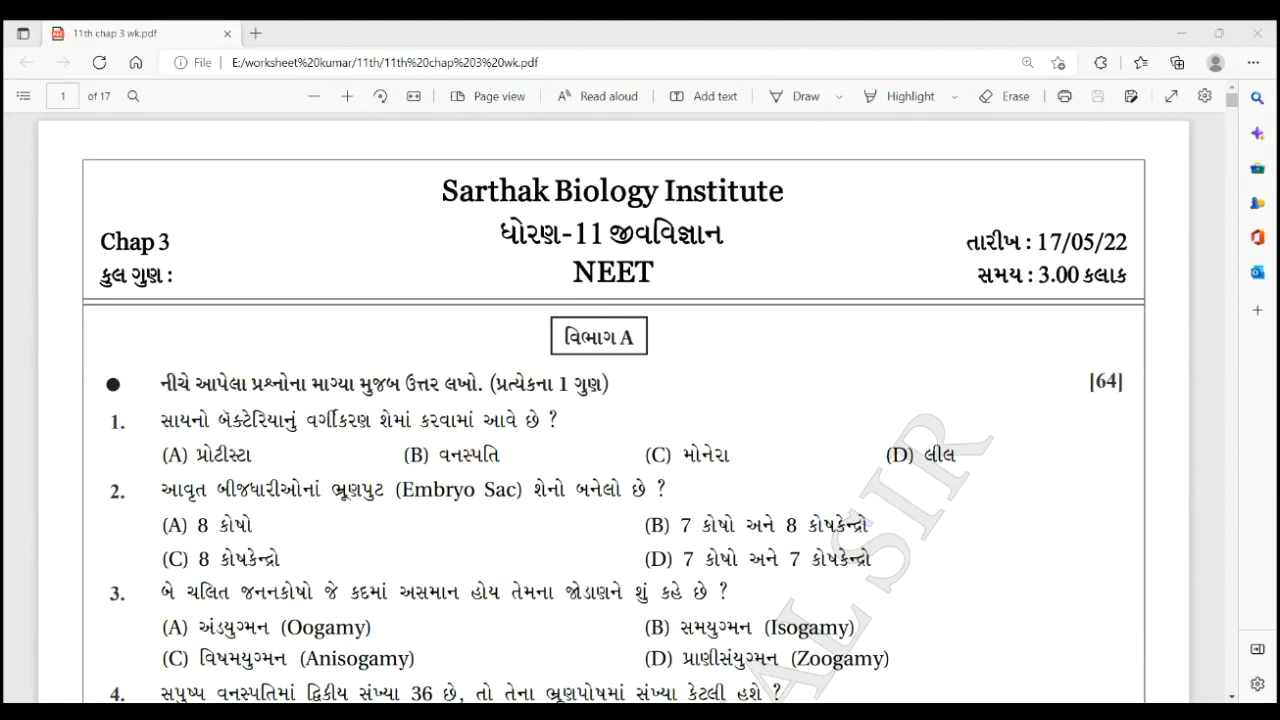 11th chap 3 wk.pdf
File E:/worksheet%20kumar/11th/11th%20chap%203%20wk.pdf
1 of 17 Page view Read aloud Add text Draw Highlight Erase
Sarthak Biology Institute
ધોરણ-11 જીવવિજ્ઞાન
Chap 3 તારીખ : 17/05/22
કુલ ગુણ : NEET સમય : 3.00 કલાક
વિભાગ A
● નીચે આપેલા પ્રશ્નોના માગ્યા મુજબ ઉત્તર લખો. (પ્રત્યેકના 1 ગુણ) [64]
1. સાયનો બૅક્ટેરિયાનું વર્ગીકરણ શેમાં કરવામાં આવે છે ?
(A) પ્રોટીસ્ટા (B) વનસ્પતિ (C) મોનેરા (D) લીલ
2. આવૃત બીજધારીઓનાં ભ્રૂણપુટ (Embryo Sac) શેનો બનેલો છે ?
(A) 8 કોષો (B) 7 કોષો અને 8 કોષકેન્દ્રો
(C) 8 કોષકેન્દ્રો (D) 7 કોષો અને 7 કોષકેન્દ્રો
3. બે ચલિત જનનકોષો જે કદમાં અસમાન હોય તેમના જોડાણને શું કહે છે ?
(A) અંડયુગ્મન (Oogamy) (B) સમયુગ્મન (Isogamy)
(C) વિષમયુગ્મન (Anisogamy) (D) પ્રાણીસંયુગ્મન (Zoogamy)
4. સપુષ્પ વનસ્પતિમાં દ્વિકીય સંખ્યા 36 છે, તો તેના ભ્રૂણપોષમાં સંખ્યા કેટલી હશે ?
AL SIR